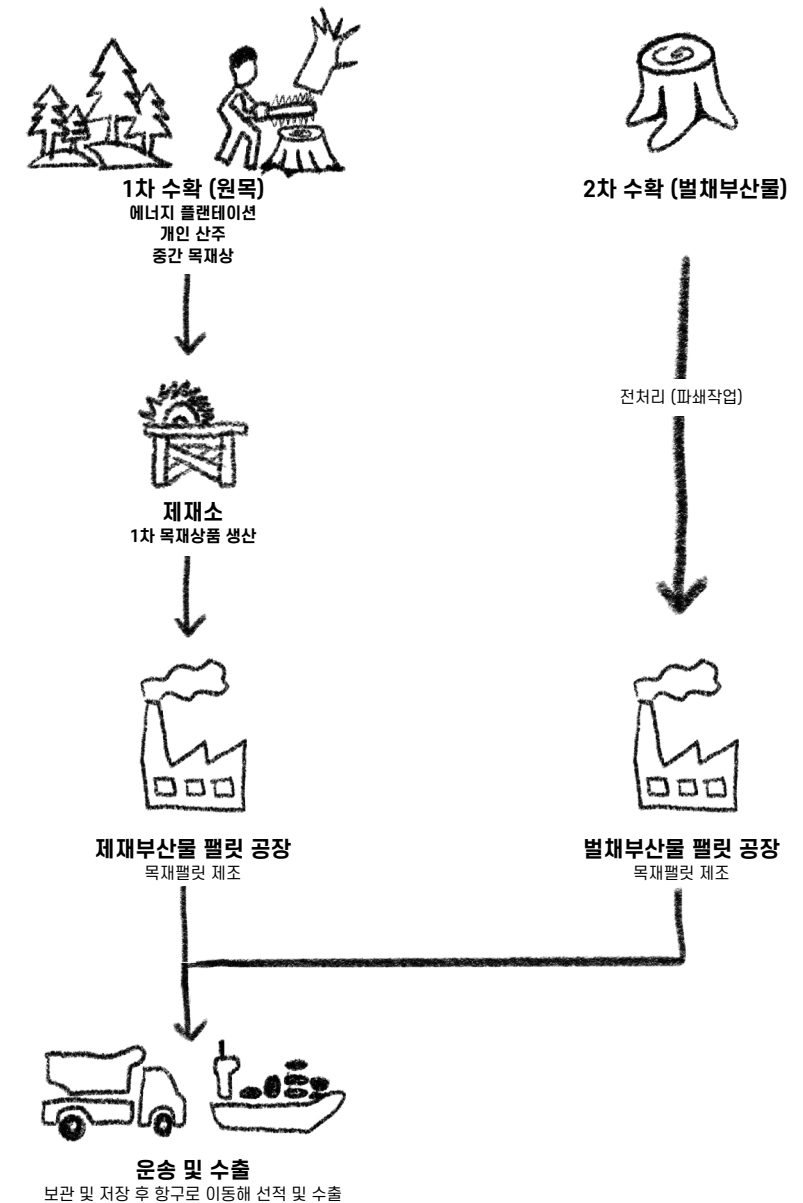 1차 수확 (원목)
에너지 플랜테이션
개인 산주
중간 목재상
2차 수확 (벌채부산물)
전처리 (파쇄작업)
제재소
1차 목재상품 생산
제재부산물 팰릿 공장
목재팰릿 제조
벌채부산물 팰릿 공장
목재팰릿 제조
운송 및 수출
보관 및 저장 후 항구로 이동해 선적 및 수출